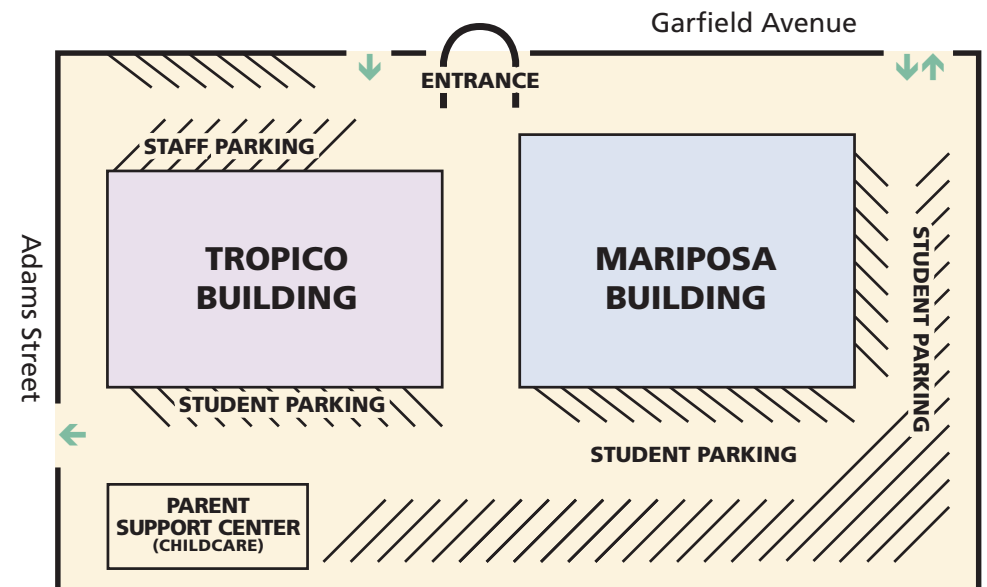 Garfield Avenue
ENTRANCE
STAFF PARKING
TROPICO
BUILDING
MARIPOSA
BUILDING
Adams Street
STUDENT PARKING
STUDENT PARKING
STUDENT PARKING
PARENT
SUPPORT CENTER
(CHILDCARE)